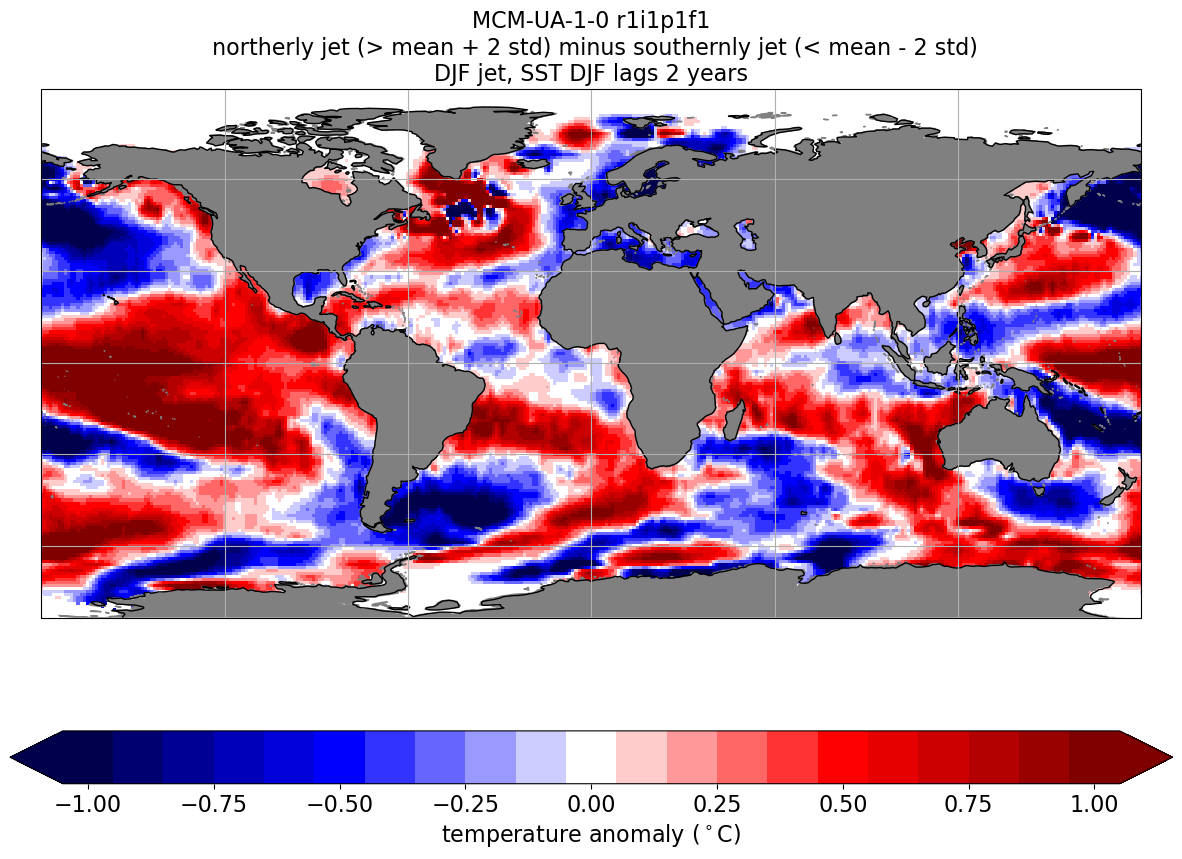 MCM-UA-1-0 r1i1p1f1
northerly jet (> mean + 2 std) minus southernly jet (< mean - 2 std)
DJF jet, SST DJF lags 2 years
−1.00 −0.75 −0.50 −0.25 0.00 0.25 0.50 0.75 1.00
temperature anomaly (°C)